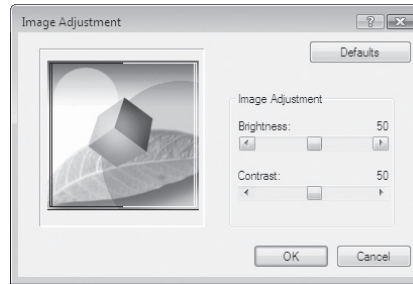 Image Adjustment
Defaults
Image Adjustment
Brightness: 50
Contrast: 50
OK Cancel